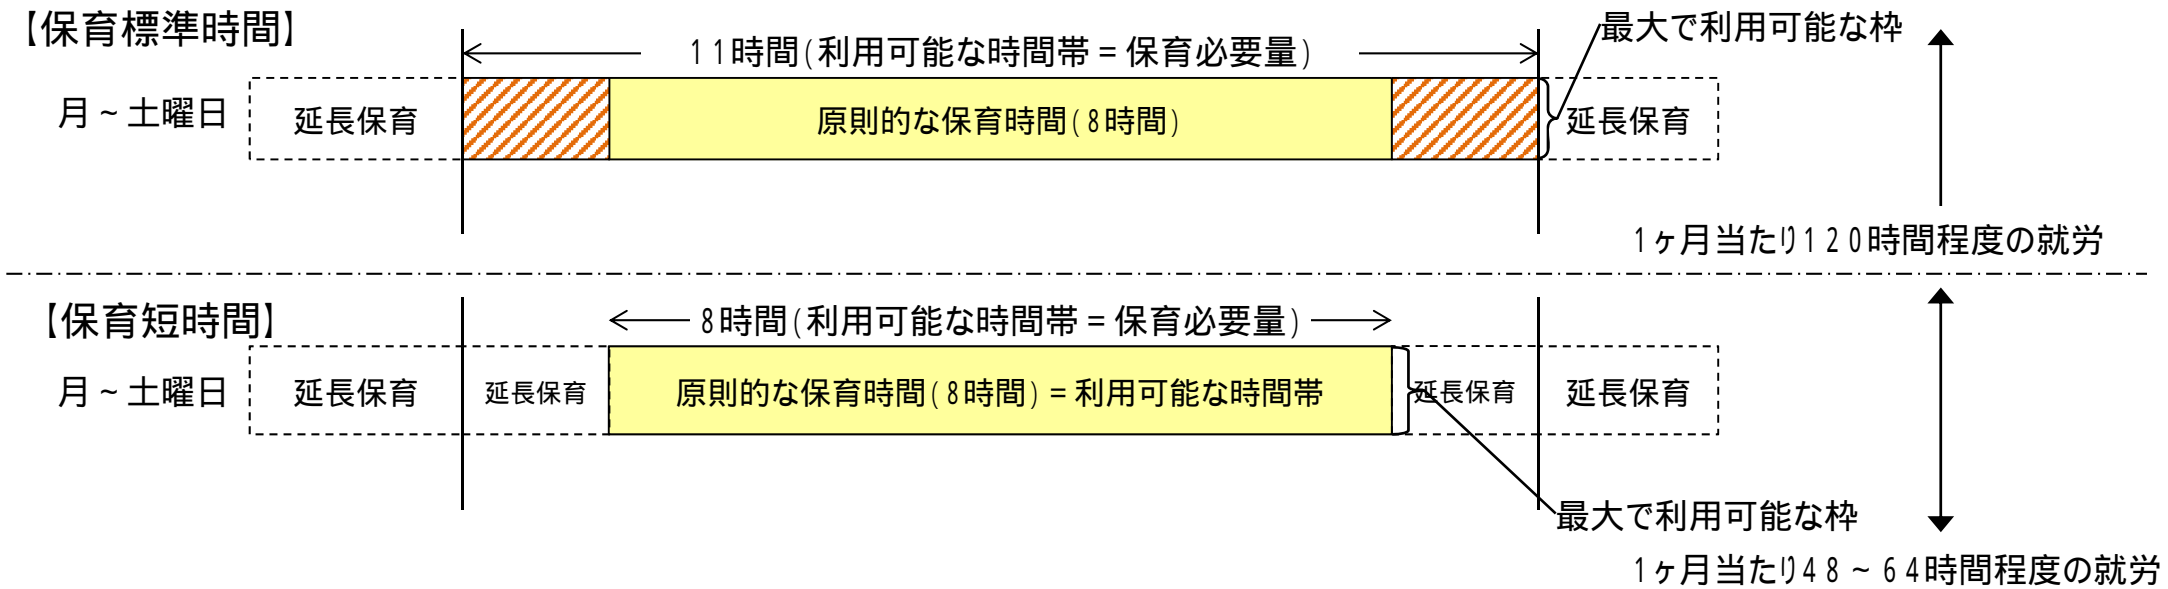 【保育標準時間】
最大で利用可能な枠
11時間(利用可能な時間帯=保育必要量)
月~土曜日
延長保育
原則的な保育時間(8時間)
延長保育
1ヶ月当たり120時間程度の就労
【保育短時間】
8時間(利用可能な時間帯=保育必要量)
月~土曜日
延長保育
延長保育
原則的な保育時間(8時間)=利用可能な時間帯
延長保育
延長保育
最大で利用可能な枠
1ヶ月当たり48~64時間程度の就労